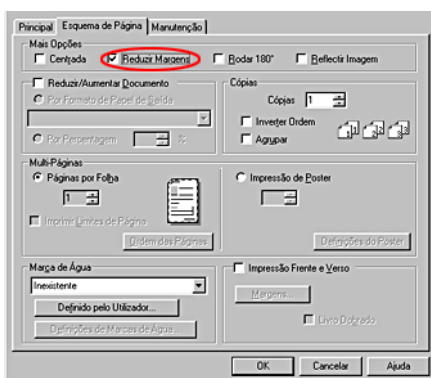 Principal Esquema de Página Manutenção
Mais Opções
Centrada Reduzir Margens Rodar 180° Reflectir Imagem
Reduzir/Aumentar Documento Cópias
Por Formato de Papel de Saída Cópias 1
Inverter Ordem
Por Percentagem % Agrupar
Multi-Páginas
Páginas por Folha Impressão de Poster
1
Imprimir Limites de Página
Ordem das Páginas Definições do Poster
Marca de Água Impressão Frente e Verso
Inexistente
Margens...
Definido pelo Utilizador...
Livro Dobrado
Definições de Marcas de Água...
OK Cancelar Ajuda